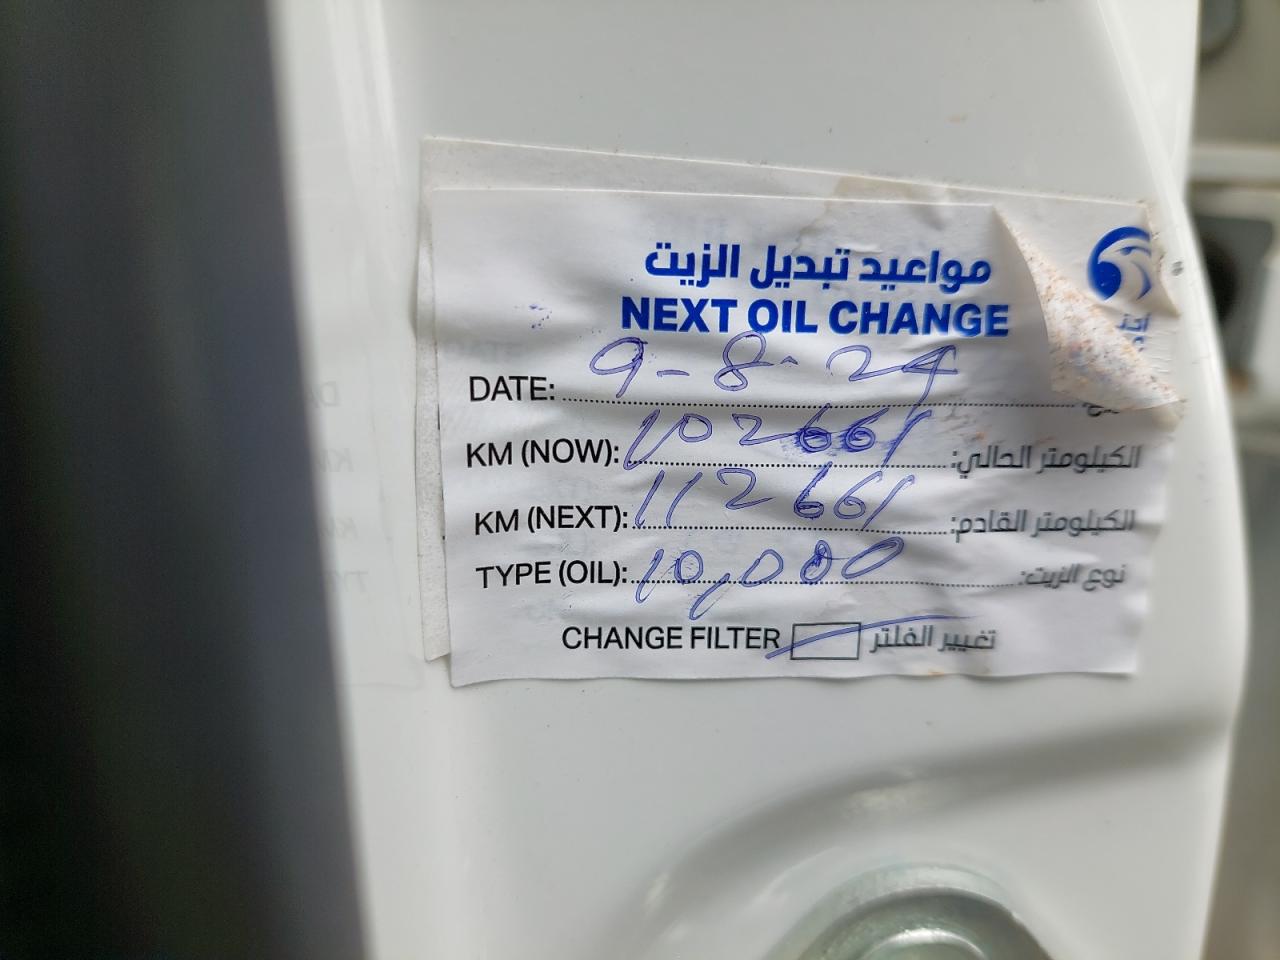 مواعيد تبديل الزيت
NEXT OIL CHANGE
DATE: 9-8-24
KM (NOW): 102661 الكيلومتر الحالي:
KM (NEXT): 112661 الكيلومتر القادم:
TYPE (OIL): 10,000 نوع الزيت:
CHANGE FILTER تغيير الفلتر